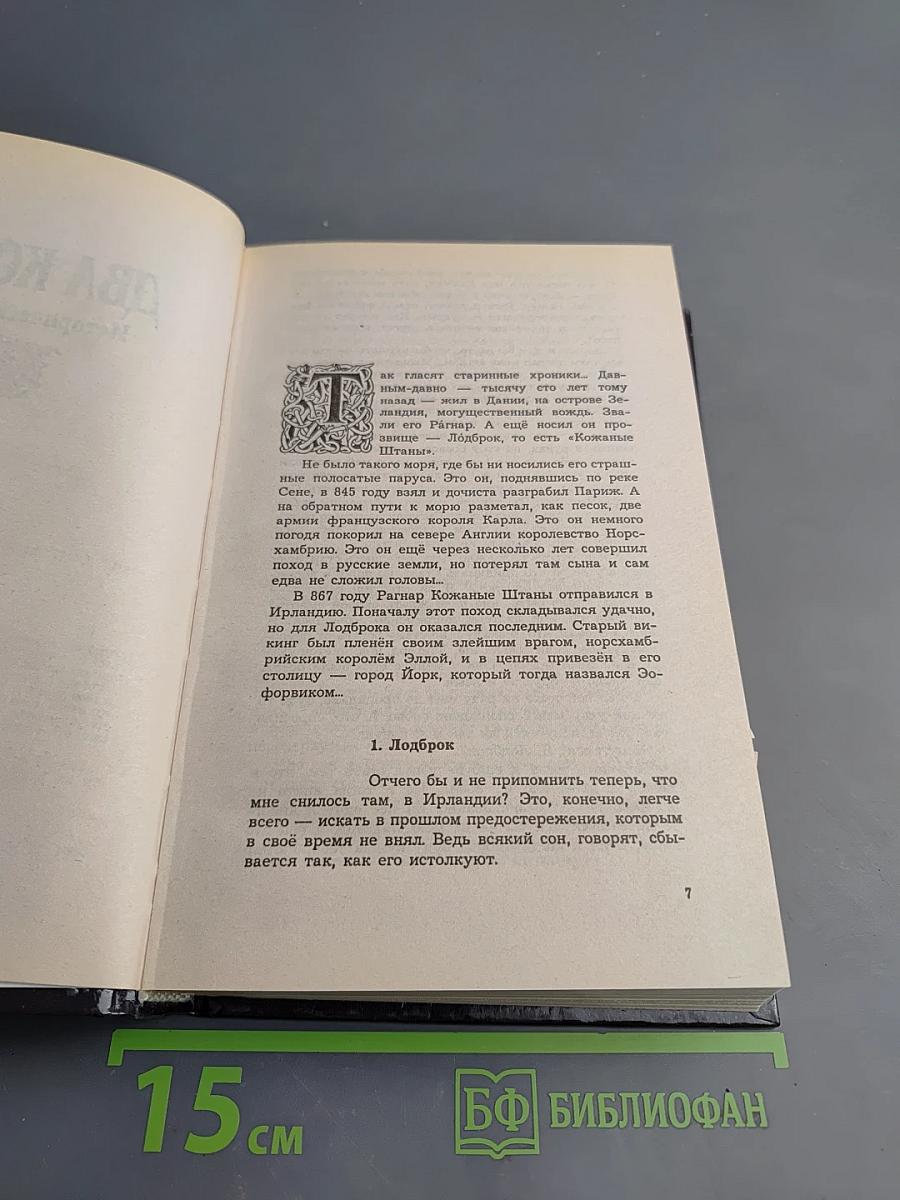 ДВА КО
Так гласят старинные хроники... Дав-
ным-давно — тысячу сто лет тому
назад — жил в Дании, на острове Зе-
ландия, могущественный вождь. Зва-
ли его Ра́гнар. А ещё носил он про-
звище — Ло́дброк, то есть «Кожаные
Штаны».
Не было такого моря, где бы ни носились его страш-
ные полосатые паруса. Это он, поднявшись по реке
Сене, в 845 году взял и дочиста разграбил Париж. А
на обратном пути к морю разметал, как песок, две
армии французского короля Карла. Это он немного
погодя покорил на севере Англии королевство Норс-
хамбрию. Это он ещё через несколько лет совершил
поход в русские земли, но потерял там сына и сам
едва не сложил головы...
В 867 году Рагнар Кожаные Штаны отправился в
Ирландию. Поначалу этот поход складывался удачно,
но для Лодброка он оказался последним. Старый ви-
кинг был пленён своим злейшим врагом, норсхамб-
рийским королём Эллой, и в цепях привезён в его
столицу — город Йорк, который тогда назвался Эо-
форвиком...
1. Лодброк
Отчего бы и не припомнить теперь, что
мне снилось там, в Ирландии? Это, конечно, легче
всего — искать в прошлом предостережения, которым
в своё время не внял. Ведь всякий сон, говорят, сбы-
вается так, как его истолкуют.
7
15 см
БФ БИБЛИОФАН